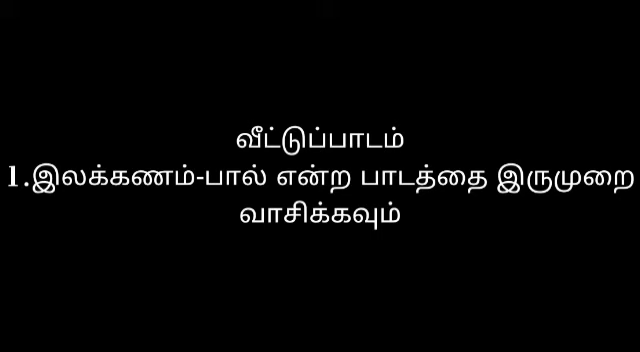 வீட்டுப்பாடம்
1.இலக்கணம்-பால் என்ற பாடத்தை இருமுறை
வாசிக்கவும்